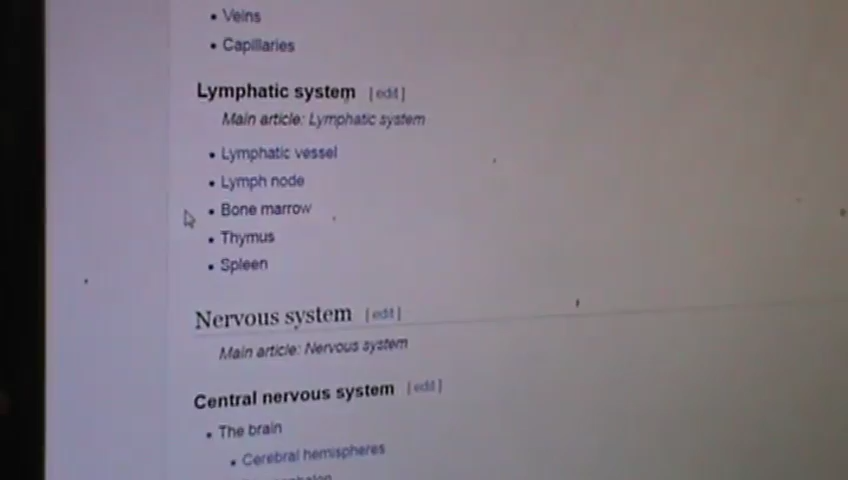 Veins
Capillaries
Lymphatic system [edit]
Main article: Lymphatic system
Lymphatic vessel
Lymph node
Bone marrow
Thymus
Spleen
Nervous system [edit]
Main article: Nervous system
Central nervous system [edit]
The brain
Cerebral hemispheres